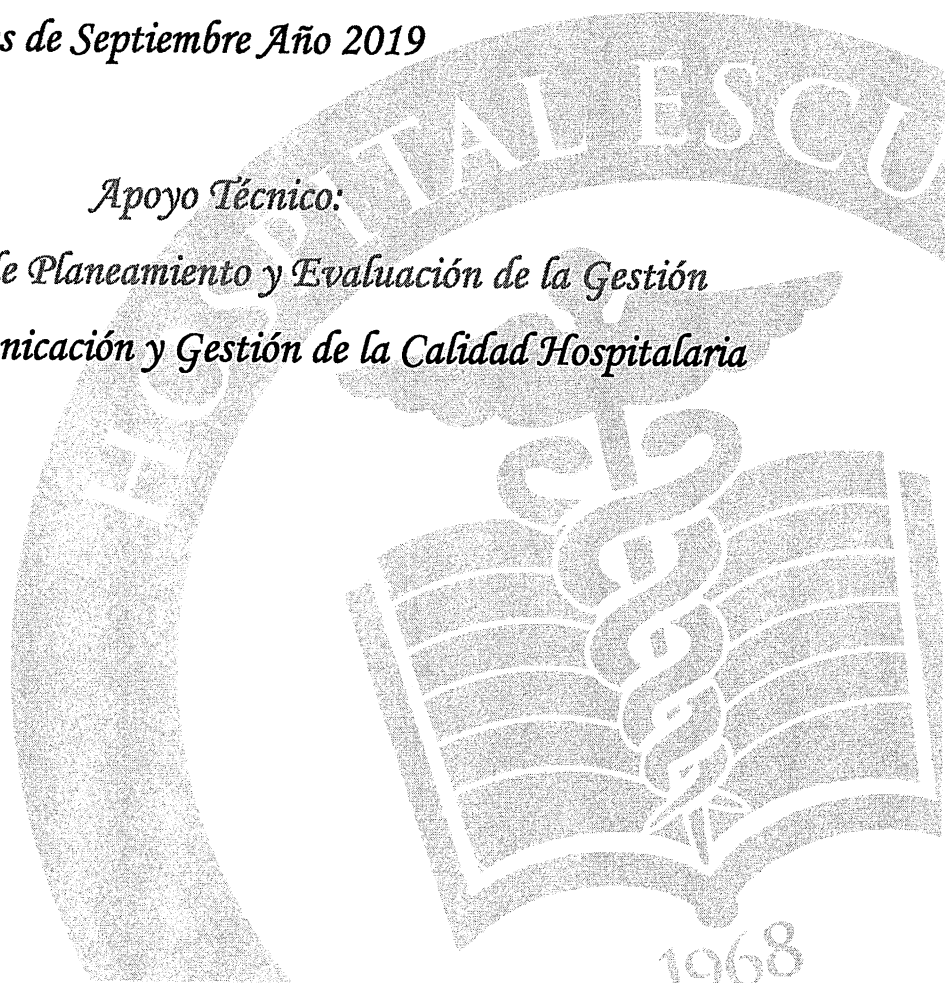 s de Septiembre Año 2019
HOSPITAL ESCU
Apoyo Técnico:
de Planeamiento y Evaluación de la Gestión
nicación y Gestión de la Calidad Hospitalaria
1968